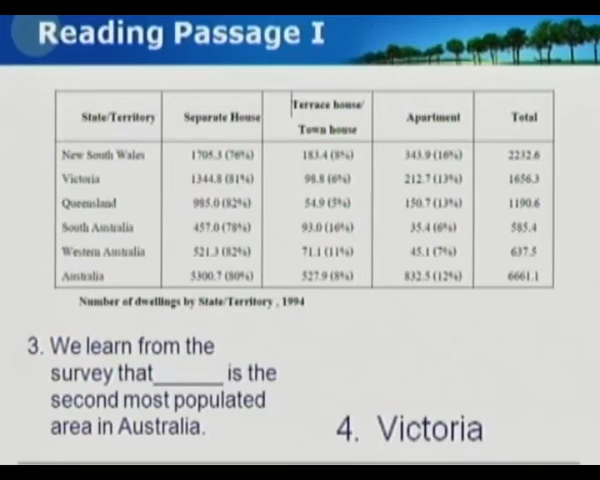 Reading Passage I
State/Territory Separate House Terrace house/ Town house Apartment Total
New South Wales 1705.3 (76%) 183.4 (8%) 343.9 (16%) 2232.6
Victoria 1344.8 (81%) 98.8 (6%) 212.7 (13%) 1656.3
Queensland 985.0 (82%) 54.9 (5%) 150.7 (13%) 1190.6
South Australia 457.0 (78%) 93.0 (16%) 35.4 (6%) 585.4
Western Australia 521.3 (82%) 71.1 (11%) 45.1 (7%) 637.5
Australia 5300.7 (80%) 527.9 (8%) 832.5 (12%) 6661.1
Number of dwellings by State/Territory , 1994
3. We learn from the
survey that______ is the
second most populated
area in Australia.
4. Victoria